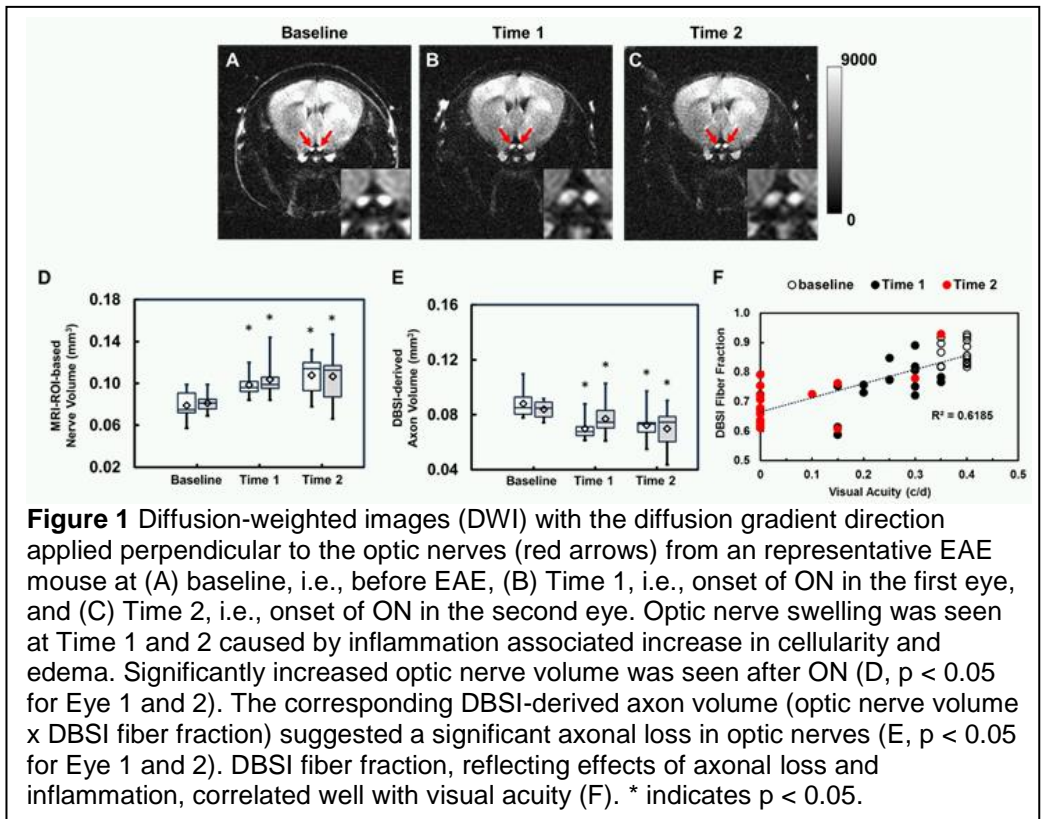 Baseline
Time 1
Time 2
A
B
C
9000
0
D
MRI-ROI-based
Nerve Volume (mm³)
0.18
0.14
0.10
0.06
0.02
* * * *
Baseline Time 1 Time 2
E
DBSI-derived
Axon Volume (mm³)
0.16
0.12
0.08
0.04
* * * *
Baseline Time 1 Time 2
F
baseline Time 1 Time 2
DBSI Fiber Fraction
1.0
0.9
0.8
0.7
0.6
0.5
R² = 0.6185
0 0.1 0.2 0.3 0.4 0.5
Visual Acuity (c/d)
Figure 1 Diffusion-weighted images (DWI) with the diffusion gradient direction
applied perpendicular to the optic nerves (red arrows) from an representative EAE
mouse at (A) baseline, i.e., before EAE, (B) Time 1, i.e., onset of ON in the first eye,
and (C) Time 2, i.e., onset of ON in the second eye. Optic nerve swelling was seen
at Time 1 and 2 caused by inflammation associated increase in cellularity and
edema. Significantly increased optic nerve volume was seen after ON (D, p < 0.05
for Eye 1 and 2). The corresponding DBSI-derived axon volume (optic nerve volume
x DBSI fiber fraction) suggested a significant axonal loss in optic nerves (E, p < 0.05
for Eye 1 and 2). DBSI fiber fraction, reflecting effects of axonal loss and
inflammation, correlated well with visual acuity (F). * indicates p < 0.05.